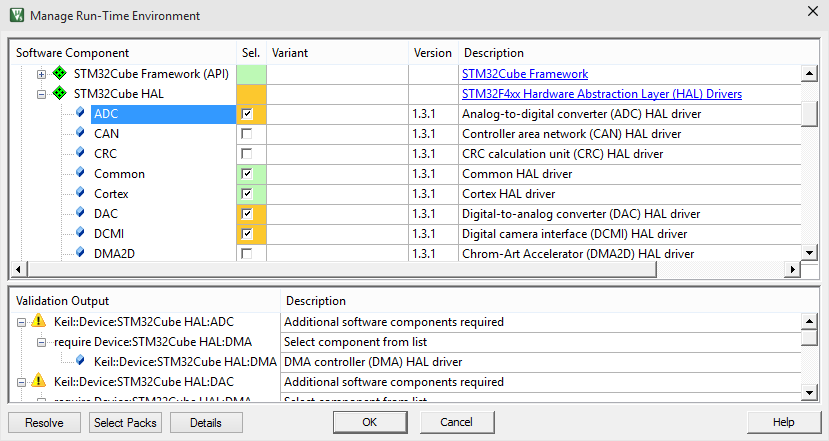 Manage Run-Time Environment
Software Component Sel. Variant Version Description
STM32Cube Framework (API) STM32Cube Framework
STM32Cube HAL STM32F4xx Hardware Abstraction Layer (HAL) Drivers
ADC 1.3.1 Analog-to-digital converter (ADC) HAL driver
CAN 1.3.1 Controller area network (CAN) HAL driver
CRC 1.3.1 CRC calculation unit (CRC) HAL driver
Common 1.3.1 Common HAL driver
Cortex 1.3.1 Cortex HAL driver
DAC 1.3.1 Digital-to-analog converter (DAC) HAL driver
DCMI 1.3.1 Digital camera interface (DCMI) HAL driver
DMA2D 1.3.1 Chrom-Art Accelerator (DMA2D) HAL driver
Validation Output Description
Keil::Device:STM32Cube HAL:ADC Additional software components required
require Device:STM32Cube HAL:DMA Select component from list
Keil::Device:STM32Cube HAL:DMA DMA controller (DMA) HAL driver
Keil::Device:STM32Cube HAL:DAC Additional software components required
require Device:STM32Cube HAL:DMA Select component from list
Resolve Select Packs Details OK Cancel Help